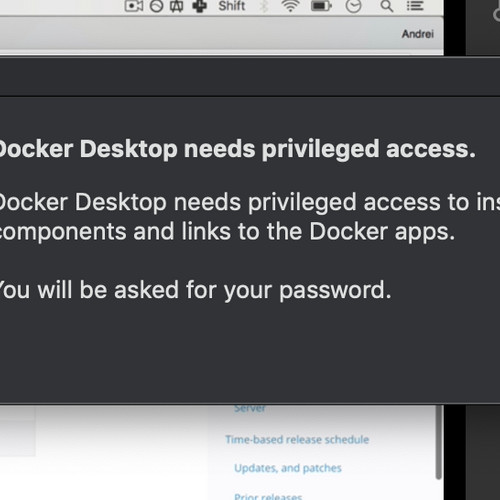 Shift
Andrei
Docker Desktop needs privileged access.
Docker Desktop needs privileged access to
components and links to the Docker apps.
You will be asked for your password.
Server
Time-based release schedule
Updates, and patches
Prior releases